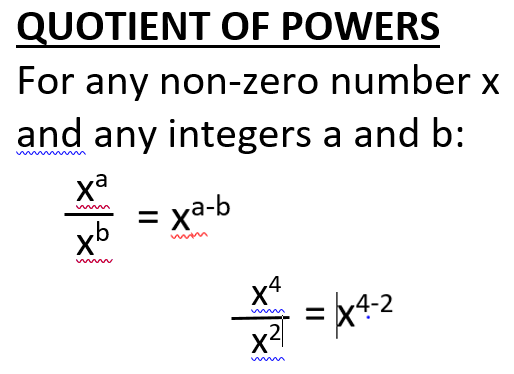 QUOTIENT OF POWERS
For any non-zero number x
and any integers a and b:
xᵃ
/
xᵇ = xᵃ⁻ᵇ
x⁴
/
x² = x⁴⁻²